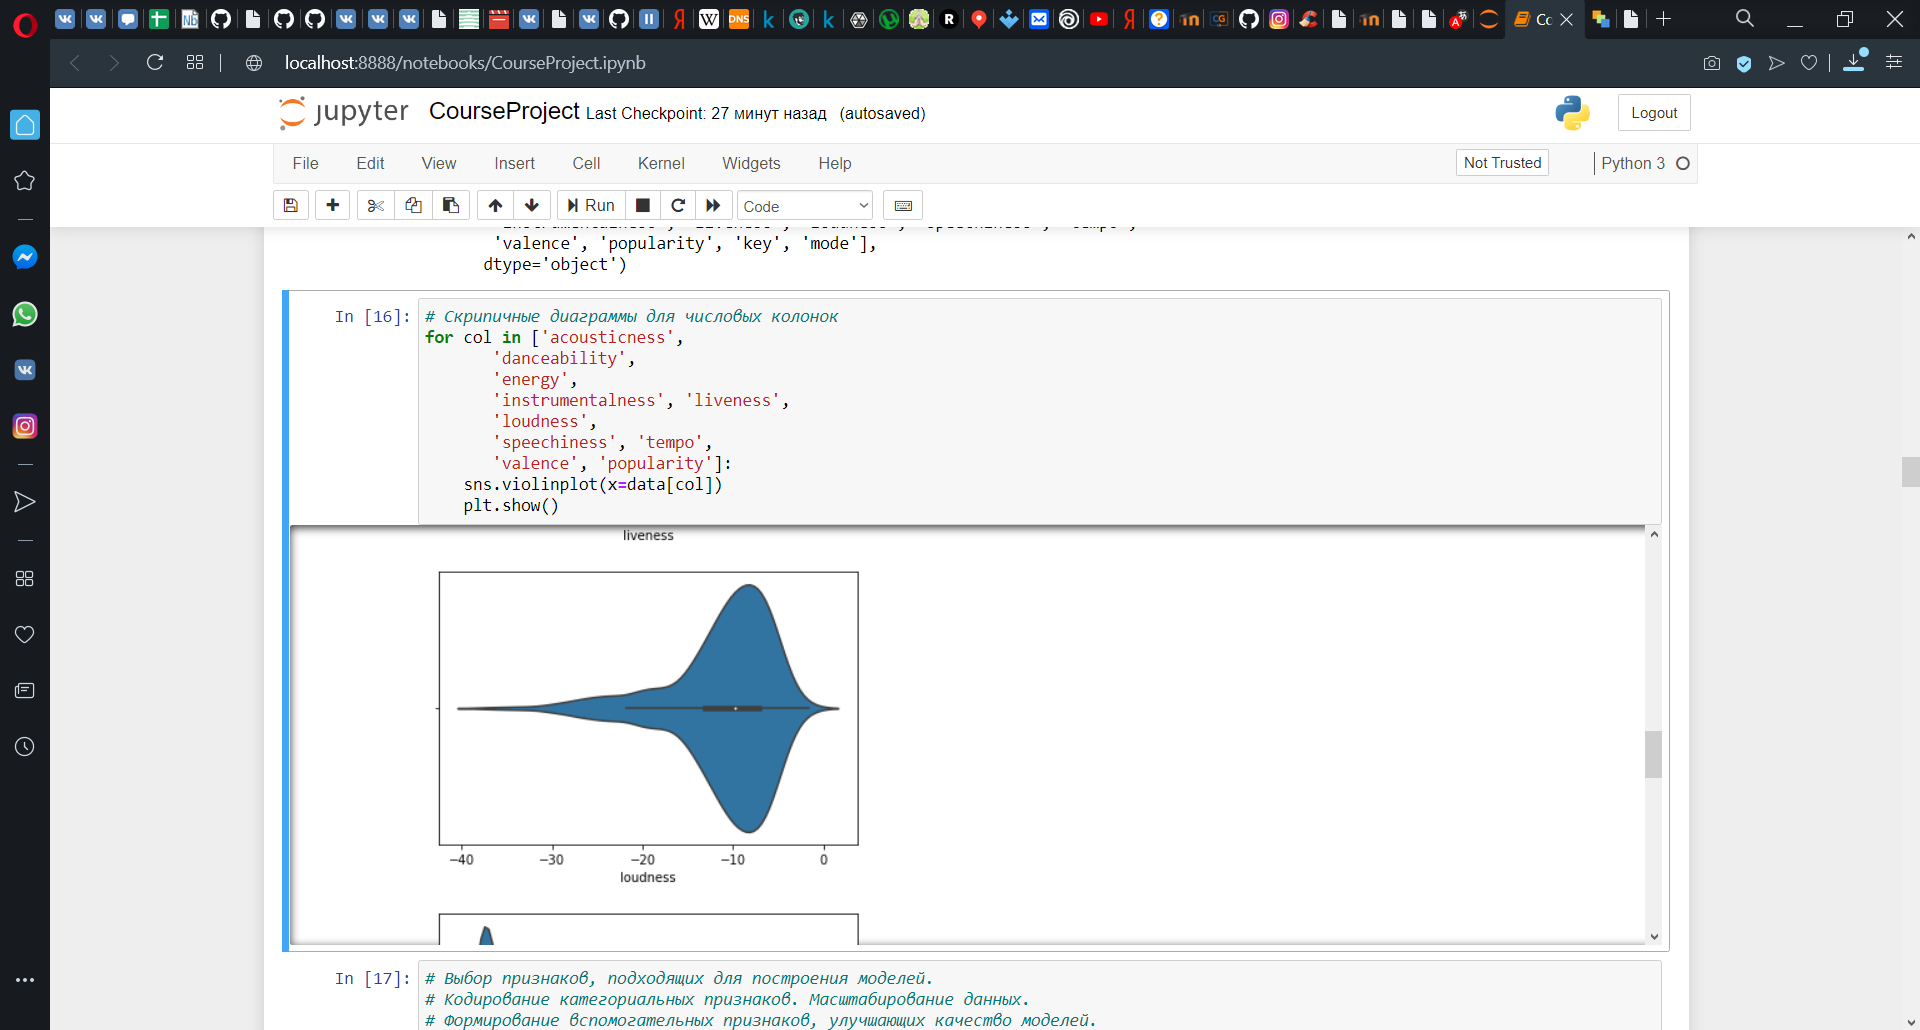 Co
localhost:8888/notebooks/CourseProject.ipynb
jupyter CourseProject Last Checkpoint: 27 минут назад (autosaved)
Logout
File Edit View Insert Cell Kernel Widgets Help
Not Trusted
Python 3
Run
Code
'valence', 'popularity', 'key', 'mode'],
dtype='object')
In [16]:
# Скрипичные диаграммы для числовых колонок
for col in ['acousticness',
'danceability',
'energy',
'instrumentalness', 'liveness',
'loudness',
'speechiness', 'tempo',
'valence', 'popularity']:
sns.violinplot(x=data[col])
plt.show()
liveness
−40 −30 −20 −10 0
loudness
In [17]:
# Выбор признаков, подходящих для построения моделей.
# Кодирование категориальных признаков. Масштабирование данных.
# Формирование вспомогательных признаков, улучшающих качество моделей.